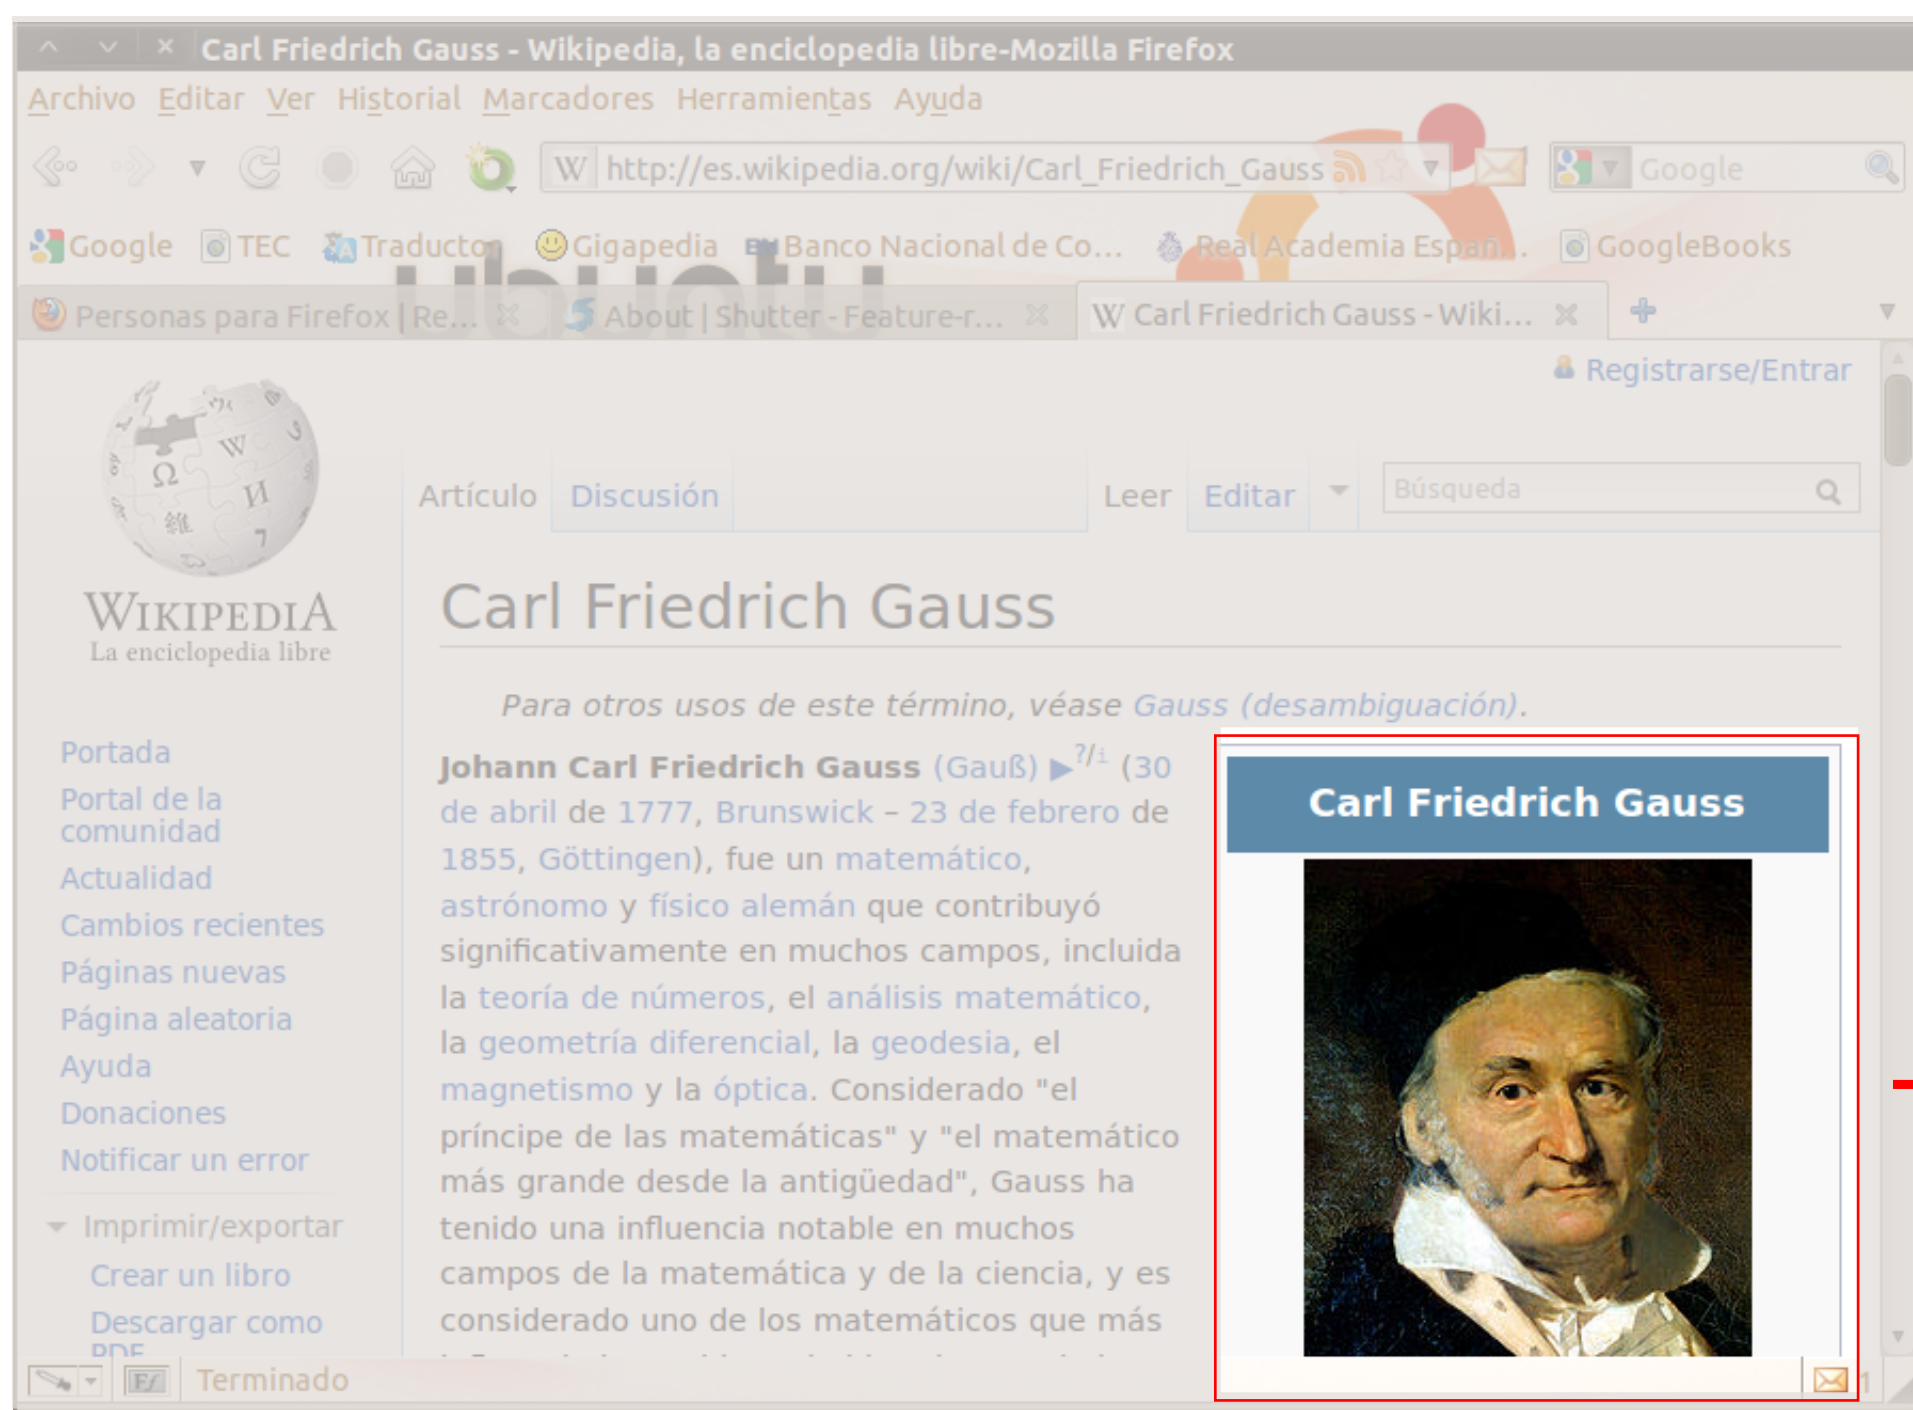 Carl Friedrich Gauss - Wikipedia, la enciclopedia libre-Mozilla Firefox
Archivo Editar Ver Historial Marcadores Herramientas Ayuda
W http://es.wikipedia.org/wiki/Carl_Friedrich_Gauss Google
Google TEC Traductor Gigapedia Banco Nacional de Co... Real Academia Españ... GoogleBooks
ubuntu
Personas para Firefox | Re... About | Shutter - Feature-r... W Carl Friedrich Gauss - Wiki...
Registrarse/Entrar
Artículo Discusión Leer Editar Búsqueda
WIKIPEDIA
La enciclopedia libre
Portada
Portal de la
comunidad
Actualidad
Cambios recientes
Páginas nuevas
Página aleatoria
Ayuda
Donaciones
Notificar un error
Imprimir/exportar
Crear un libro
Descargar como
PDF
Carl Friedrich Gauss
Para otros usos de este término, véase Gauss (desambiguación).
Johann Carl Friedrich Gauss (Gauß) ▶?/i (30
de abril de 1777, Brunswick – 23 de febrero de
1855, Göttingen), fue un matemático,
astrónomo y físico alemán que contribuyó
significativamente en muchos campos, incluida
la teoría de números, el análisis matemático,
la geometría diferencial, la geodesia, el
magnetismo y la óptica. Considerado "el
príncipe de las matemáticas" y "el matemático
más grande desde la antigüedad", Gauss ha
tenido una influencia notable en muchos
campos de la matemática y de la ciencia, y es
considerado uno de los matemáticos que más
Carl Friedrich Gauss
Terminado
1